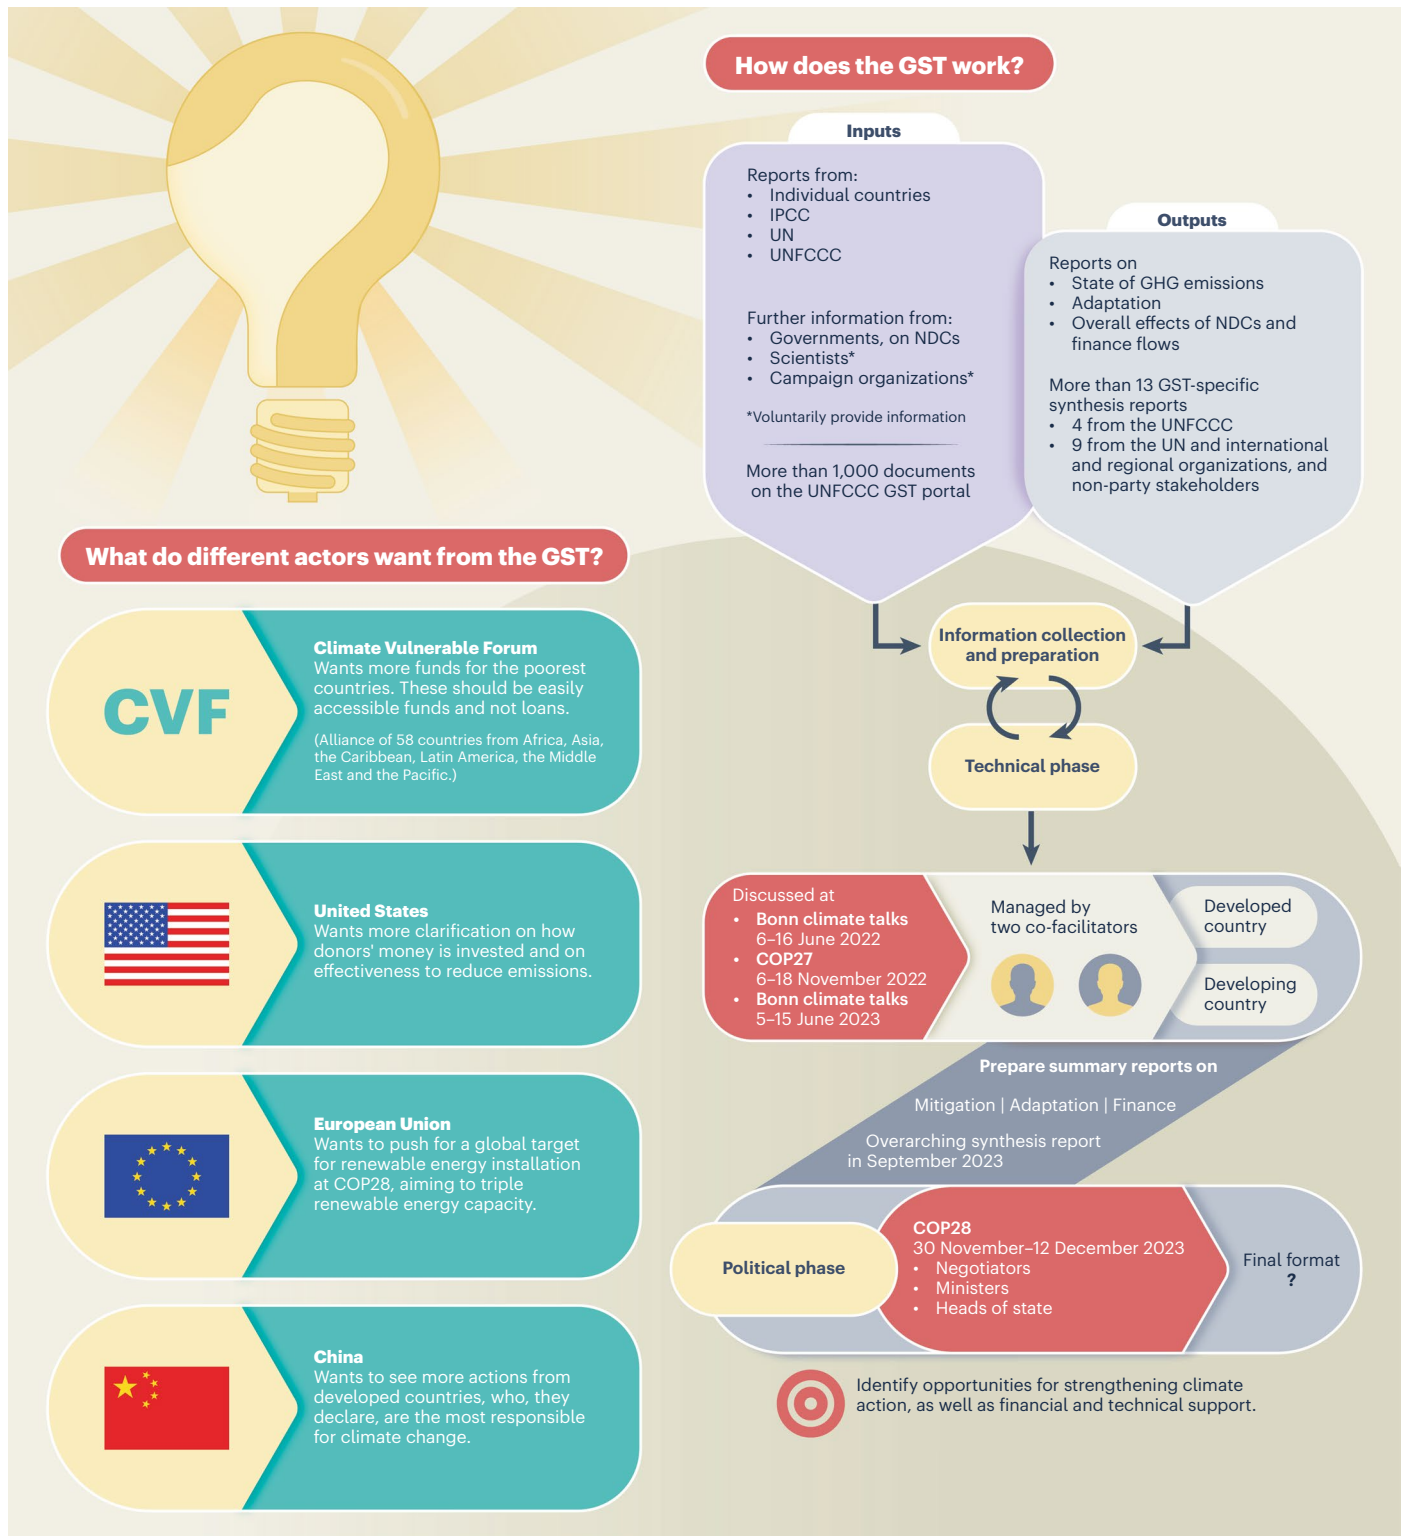 How does the GST work?
Inputs
Reports from:
• Individual countries
• IPCC
• UN
• UNFCCC
Further information from:
• Governments, on NDCs
• Scientists*
• Campaign organizations*
*Voluntarily provide information
More than 1,000 documents
on the UNFCCC GST portal
Outputs
Reports on
• State of GHG emissions
• Adaptation
• Overall effects of NDCs and
finance flows
More than 13 GST-specific
synthesis reports
• 4 from the UNFCCC
• 9 from the UN and international
and regional organizations, and
non-party stakeholders
Information collection
and preparation
Technical phase
Discussed at
• Bonn climate talks
6–16 June 2022
• COP27
6–18 November 2022
• Bonn climate talks
5–15 June 2023
Managed by
two co-facilitators
Developed
country
Developing
country
Prepare summary reports on
Mitigation | Adaptation | Finance
Overarching synthesis report
in September 2023
Political phase
COP28
30 November–12 December 2023
• Negotiators
• Ministers
• Heads of state
Final format
?
Identify opportunities for strengthening climate
action, as well as financial and technical support.
What do different actors want from the GST?
CVF
Climate Vulnerable Forum
Wants more funds for the poorest
countries. These should be easily
accessible funds and not loans.
(Alliance of 58 countries from Africa, Asia,
the Caribbean, Latin America, the Middle
East and the Pacific.)
United States
Wants more clarification on how
donors' money is invested and on
effectiveness to reduce emissions.
European Union
Wants to push for a global target
for renewable energy installation
at COP28, aiming to triple
renewable energy capacity.
China
Wants to see more actions from
developed countries, who, they
declare, are the most responsible
for climate change.